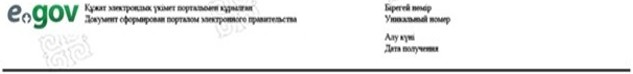 e.gov
Құжат электрондық үкімет порталымен құрылған
Документ сформирован порталом электронного правительства
Бірегей нөмір
Уникальный номер
Алу күні
Дата получения